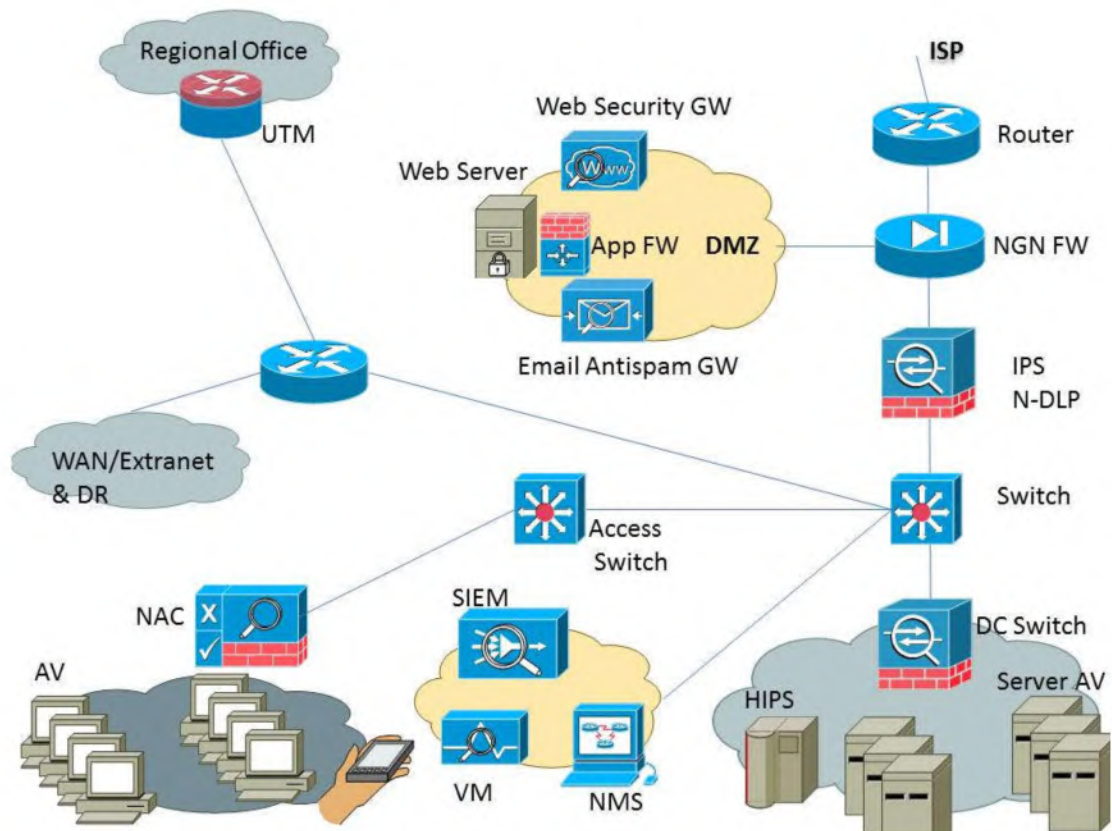 Regional Office
UTM
ISP
Router
Web Security GW
Www
Web Server
App FW
DMZ
NGN FW
Email Antispam GW
IPS
N-DLP
WAN/Extranet
& DR
Switch
Access
Switch
NAC
X
SIEM
DC Switch
AV
HIPS
Server AV
VM
NMS